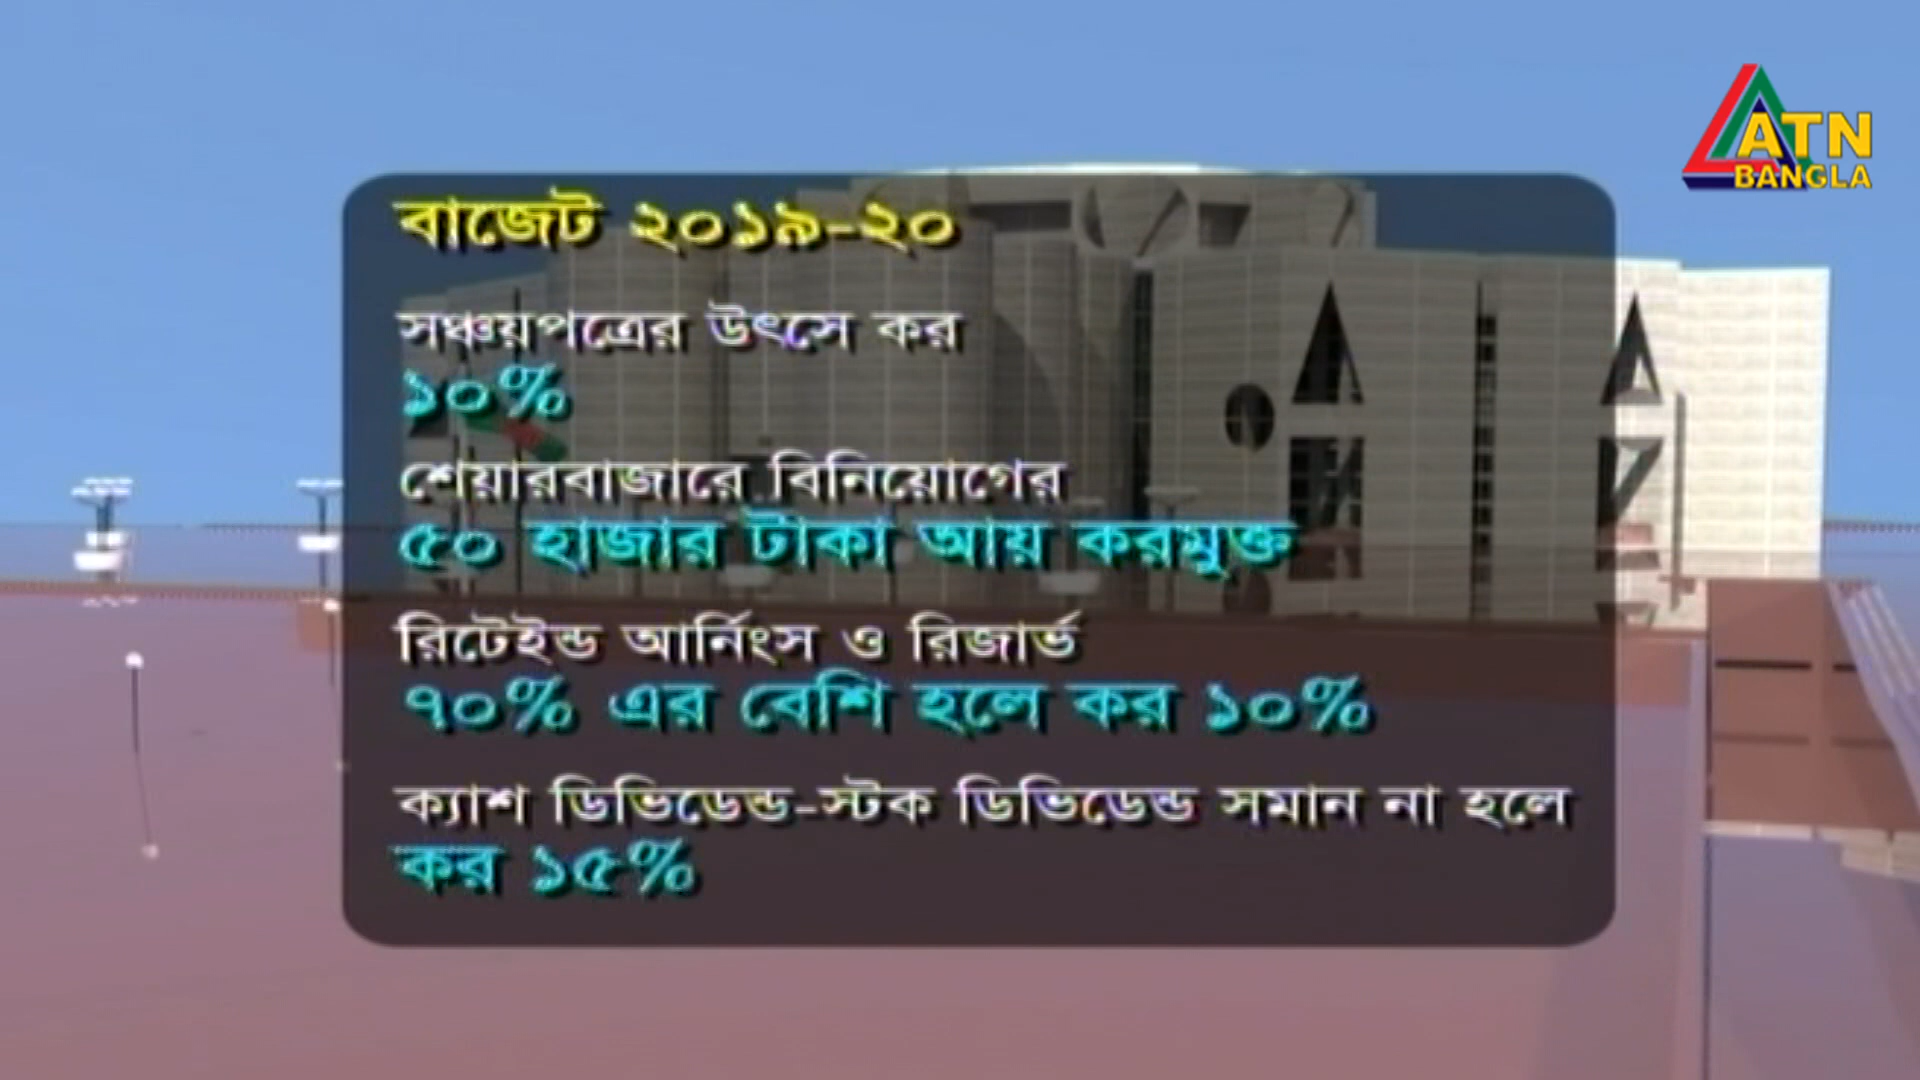 ATN
BANGLA
বাজেট ২০১৯-২০
সঞ্চয়পত্রের উৎসে কর
১০%
শেয়ারবাজারে বিনিয়োগের
৫০ হাজার টাকা আয় করমুক্ত
রিটেইন্ড আর্নিংস ও রিজার্ভ
৭০% এর বেশি হলে কর ১০%
ক্যাশ ডিভিডেন্ড-স্টক ডিভিডেন্ড সমান না হলে
কর ১৫%